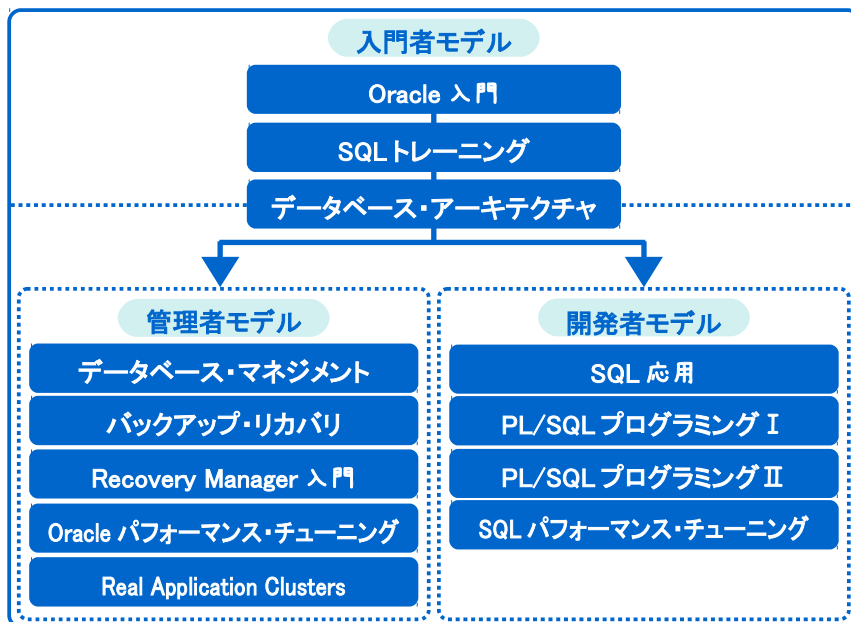 入門者モデル
Oracle 入門
SQLトレーニング
データベース・アーキテクチャ
管理者モデル
データベース・マネジメント
バックアップ・リカバリ
Recovery Manager 入門
Oracle パフォーマンス・チューニング
Real Application Clusters
開発者モデル
SQL 応用
PL/SQL プログラミング Ⅰ
PL/SQL プログラミング Ⅱ
SQL パフォーマンス・チューニング